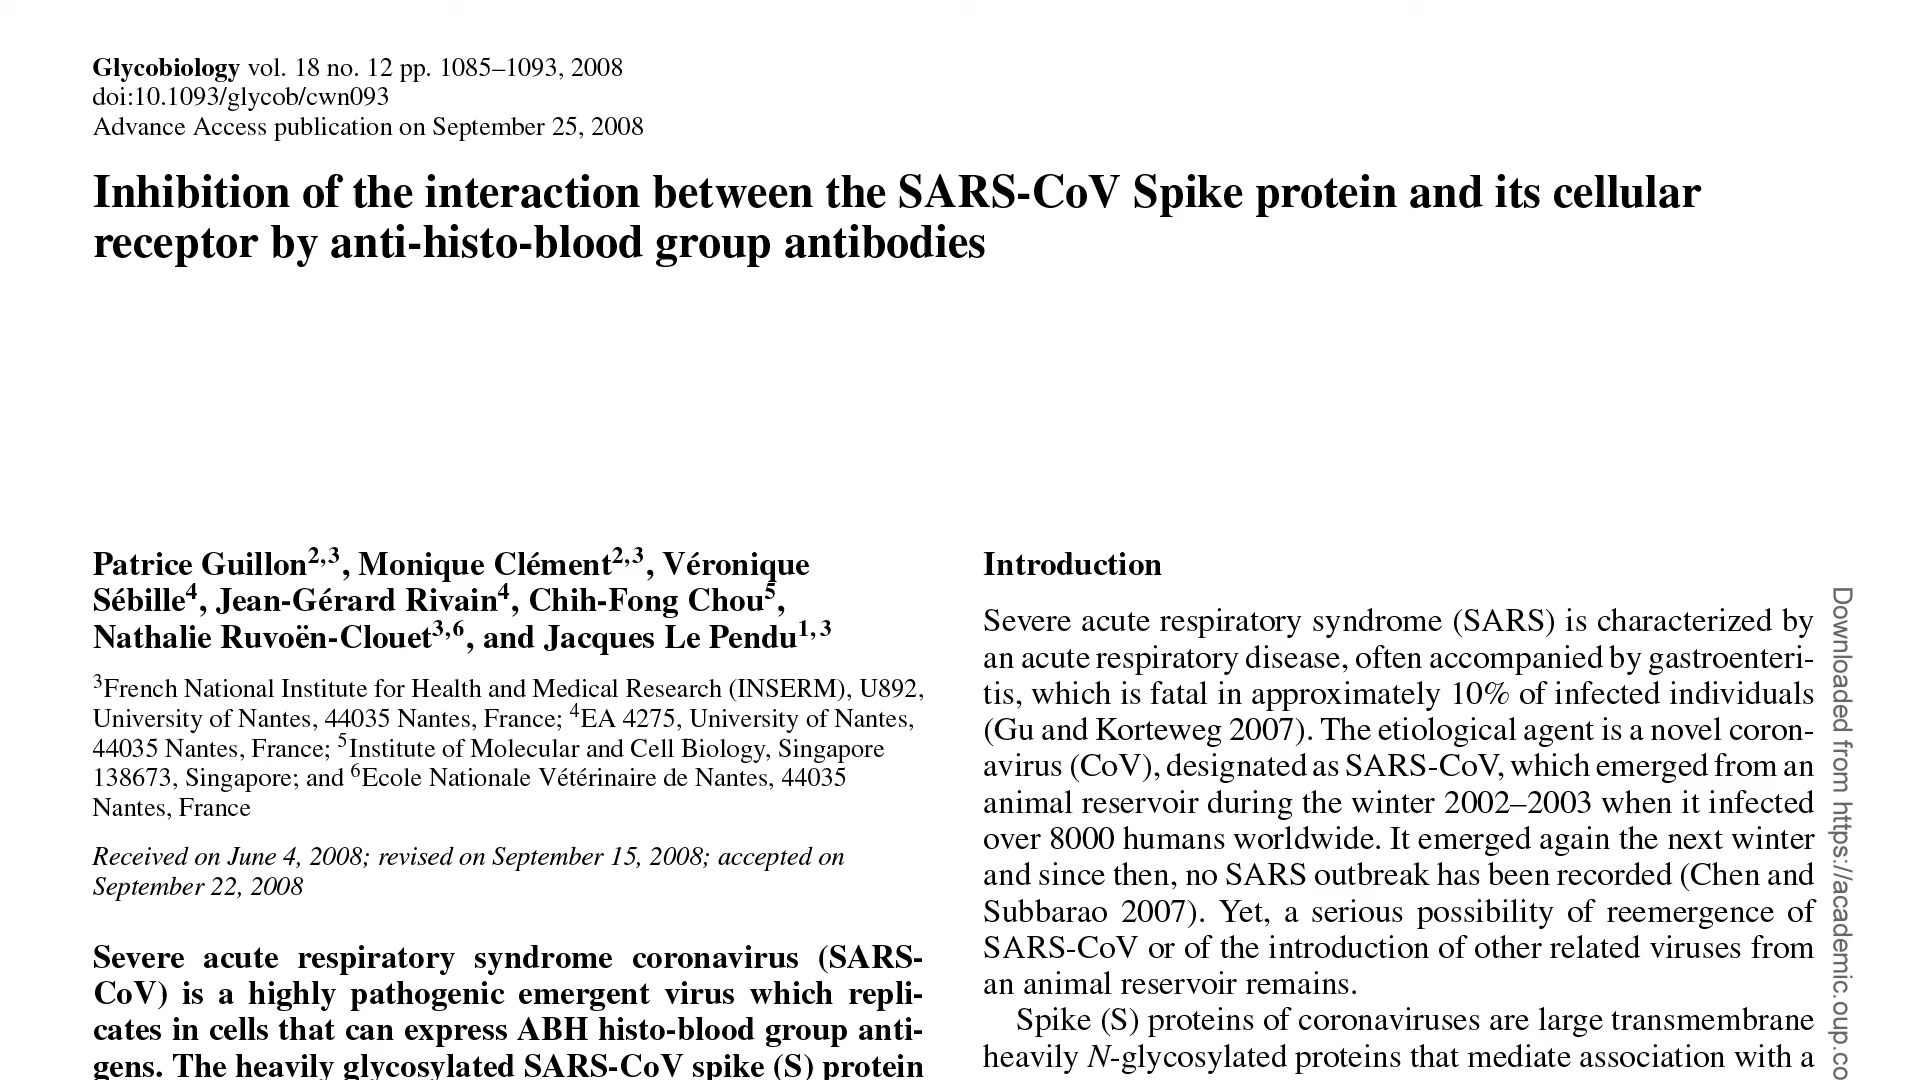 Glycobiology vol. 18 no. 12 pp. 1085–1093, 2008
doi:10.1093/glycob/cwn093
Advance Access publication on September 25, 2008
Inhibition of the interaction between the SARS-CoV Spike protein and its cellular
receptor by anti-histo-blood group antibodies
Patrice Guillon2,3, Monique Clément2,3, Véronique
Sébille4, Jean-Gérard Rivain4, Chih-Fong Chou5,
Nathalie Ruvoën-Clouet3,6, and Jacques Le Pendu1,3
3French National Institute for Health and Medical Research (INSERM), U892,
University of Nantes, 44035 Nantes, France; 4EA 4275, University of Nantes,
44035 Nantes, France; 5Institute of Molecular and Cell Biology, Singapore
138673, Singapore; and 6Ecole Nationale Vétérinaire de Nantes, 44035
Nantes, France
Received on June 4, 2008; revised on September 15, 2008; accepted on
September 22, 2008
Severe acute respiratory syndrome coronavirus (SARS-
CoV) is a highly pathogenic emergent virus which repli-
cates in cells that can express ABH histo-blood group anti-
gens. The heavily glycosylated SARS-CoV spike (S) protein
Introduction
Severe acute respiratory syndrome (SARS) is characterized by
an acute respiratory disease, often accompanied by gastroenteri-
tis, which is fatal in approximately 10% of infected individuals
(Gu and Korteweg 2007). The etiological agent is a novel coron-
avirus (CoV), designated as SARS-CoV, which emerged from an
animal reservoir during the winter 2002–2003 when it infected
over 8000 humans worldwide. It emerged again the next winter
and since then, no SARS outbreak has been recorded (Chen and
Subbarao 2007). Yet, a serious possibility of reemergence of
SARS-CoV or of the introduction of other related viruses from
an animal reservoir remains.
Spike (S) proteins of coronaviruses are large transmembrane
heavily N-glycosylated proteins that mediate association with a
Downloaded from https://academic.oup.co